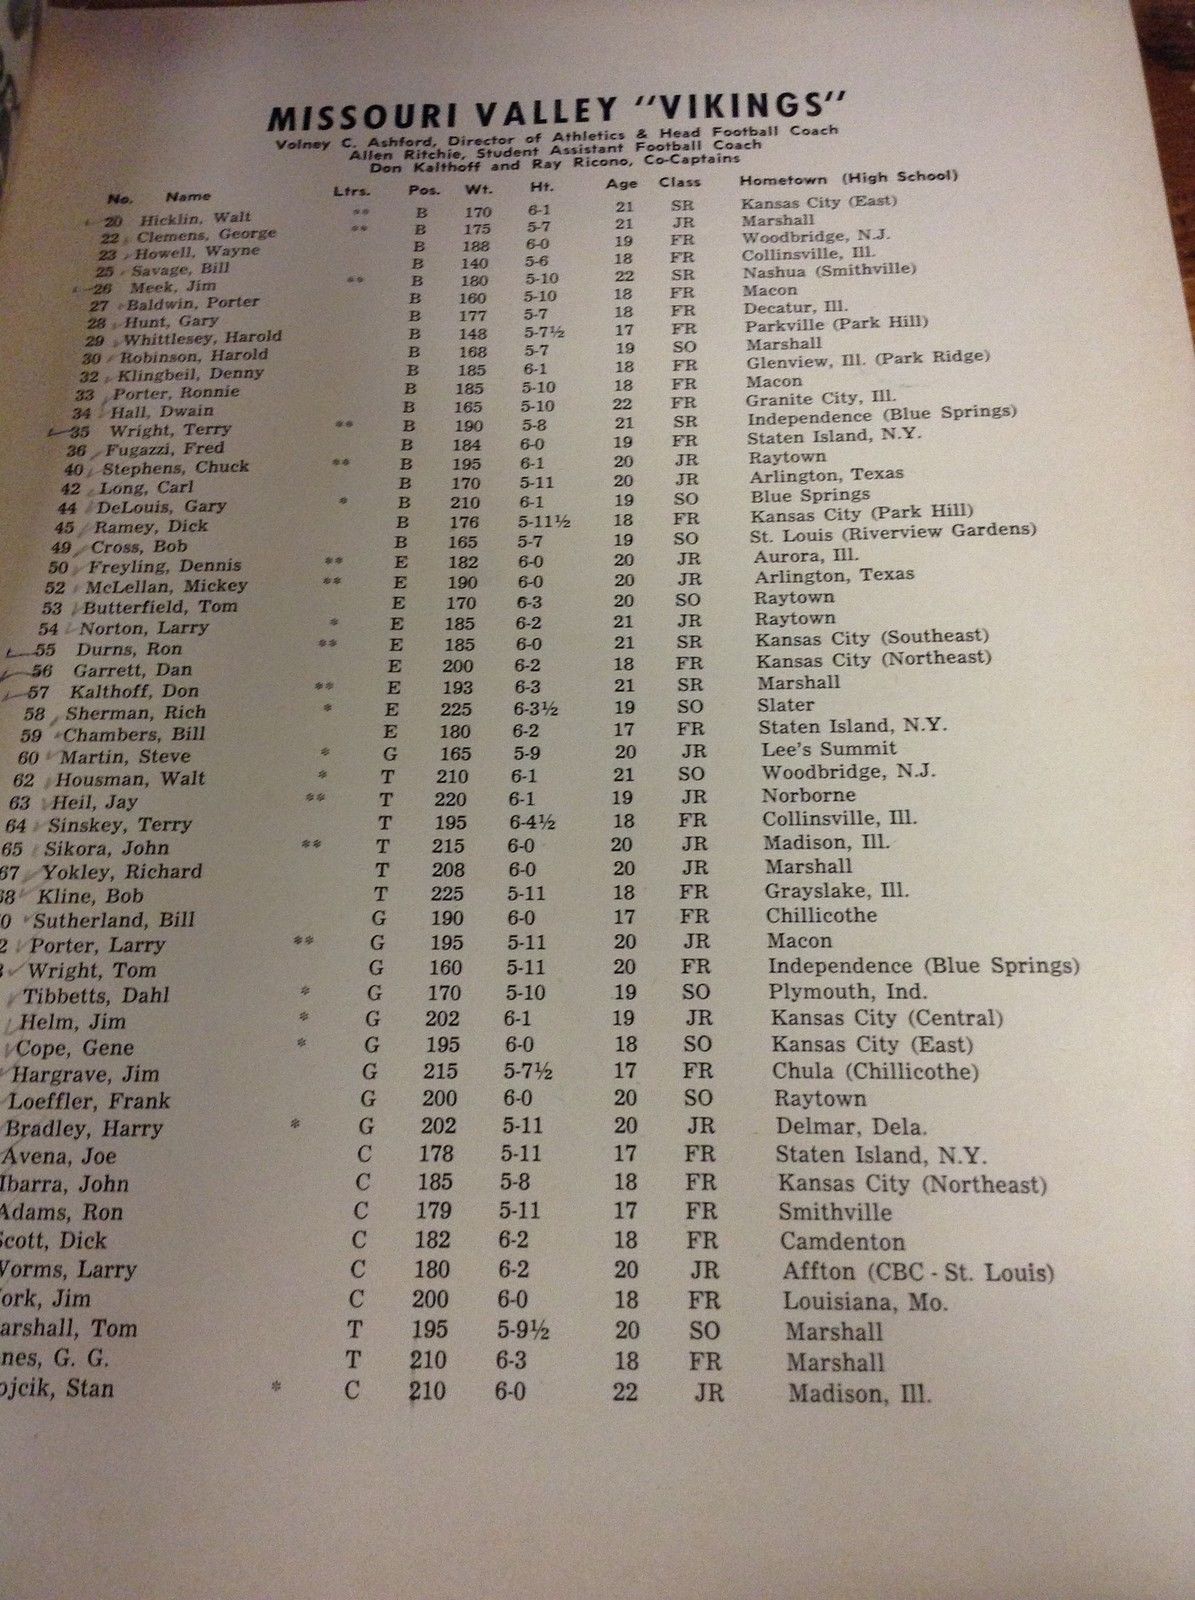 MISSOURI VALLEY "VIKINGS"
Volney C. Ashford, Director of Athletics & Head Football Coach
Allen Ritchie, Student Assistant Football Coach
Don Kalthoff and Ray Ricono, Co-Captains
No. Name Ltrs. Pos. Wt. Ht. Age Class Hometown (High School)
20 Hicklin, Walt ** B 170 6-1 21 SR Kansas City (East)
22 Clemens, George ** B 175 5-7 21 JR Marshall
23 Howell, Wayne B 188 6-0 19 FR Woodbridge, N.J.
25 Savage, Bill B 140 5-6 18 FR Collinsville, Ill.
26 Meek, Jim ** B 180 5-10 22 SR Nashua (Smithville)
27 Baldwin, Porter B 160 5-10 18 FR Macon
28 Hunt, Gary B 177 5-7 18 FR Decatur, Ill.
29 Whittlesey, Harold B 148 5-7½ 17 FR Parkville (Park Hill)
30 Robinson, Harold B 168 5-7 19 SO Marshall
32 Klingbeil, Denny B 185 6-1 18 FR Glenview, Ill. (Park Ridge)
33 Porter, Ronnie B 185 5-10 18 FR Macon
34 Hall, Dwain B 165 5-10 22 FR Granite City, Ill.
35 Wright, Terry ** B 190 5-8 21 SR Independence (Blue Springs)
36 Fugazzi, Fred B 184 6-0 19 FR Staten Island, N.Y.
40 Stephens, Chuck ** B 195 6-1 20 JR Raytown
42 Long, Carl B 170 5-11 20 JR Arlington, Texas
44 DeLouis, Gary * B 210 6-1 19 SO Blue Springs
45 Ramey, Dick B 176 5-11½ 18 FR Kansas City (Park Hill)
49 Cross, Bob B 165 5-7 19 SO St. Louis (Riverview Gardens)
50 Freyling, Dennis ** E 182 6-0 20 JR Aurora, Ill.
52 McLellan, Mickey ** E 190 6-0 20 JR Arlington, Texas
53 Butterfield, Tom E 170 6-3 20 SO Raytown
54 Norton, Larry * E 185 6-2 21 JR Raytown
55 Durns, Ron ** E 185 6-0 21 SR Kansas City (Southeast)
56 Garrett, Dan E 200 6-2 18 FR Kansas City (Northeast)
57 Kalthoff, Don ** E 193 6-3 21 SR Marshall
58 Sherman, Rich * E 225 6-3½ 19 SO Slater
59 Chambers, Bill E 180 6-2 17 FR Staten Island, N.Y.
60 Martin, Steve * G 165 5-9 20 JR Lee's Summit
62 Housman, Walt * T 210 6-1 21 SO Woodbridge, N.J.
63 Heil, Jay ** T 220 6-1 19 JR Norborne
64 Sinskey, Terry T 195 6-4½ 18 FR Collinsville, Ill.
65 Sikora, John ** T 215 6-0 20 JR Madison, Ill.
67 Yokley, Richard T 208 6-0 20 JR Marshall
68 Kline, Bob T 225 5-11 18 FR Grayslake, Ill.
0 Sutherland, Bill G 190 6-0 17 FR Chillicothe
2 Porter, Larry ** G 195 5-11 20 JR Macon
Wright, Tom G 160 5-11 20 FR Independence (Blue Springs)
Tibbetts, Dahl * G 170 5-10 19 SO Plymouth, Ind.
Helm, Jim * G 202 6-1 19 JR Kansas City (Central)
Cope, Gene * G 195 6-0 18 SO Kansas City (East)
Hargrave, Jim G 215 5-7½ 17 FR Chula (Chillicothe)
Loeffler, Frank G 200 6-0 20 SO Raytown
Bradley, Harry * G 202 5-11 20 JR Delmar, Dela.
Avena, Joe C 178 5-11 17 FR Staten Island, N.Y.
Ibarra, John C 185 5-8 18 FR Kansas City (Northeast)
Adams, Ron C 179 5-11 17 FR Smithville
Scott, Dick C 182 6-2 18 FR Camdenton
Worms, Larry C 180 6-2 20 JR Affton (CBC - St. Louis)
ork, Jim C 200 6-0 18 FR Louisiana, Mo.
arshall, Tom T 195 5-9½ 20 SO Marshall
nes, G. G. T 210 6-3 18 FR Marshall
ojcik, Stan * C 210 6-0 22 JR Madison, Ill.